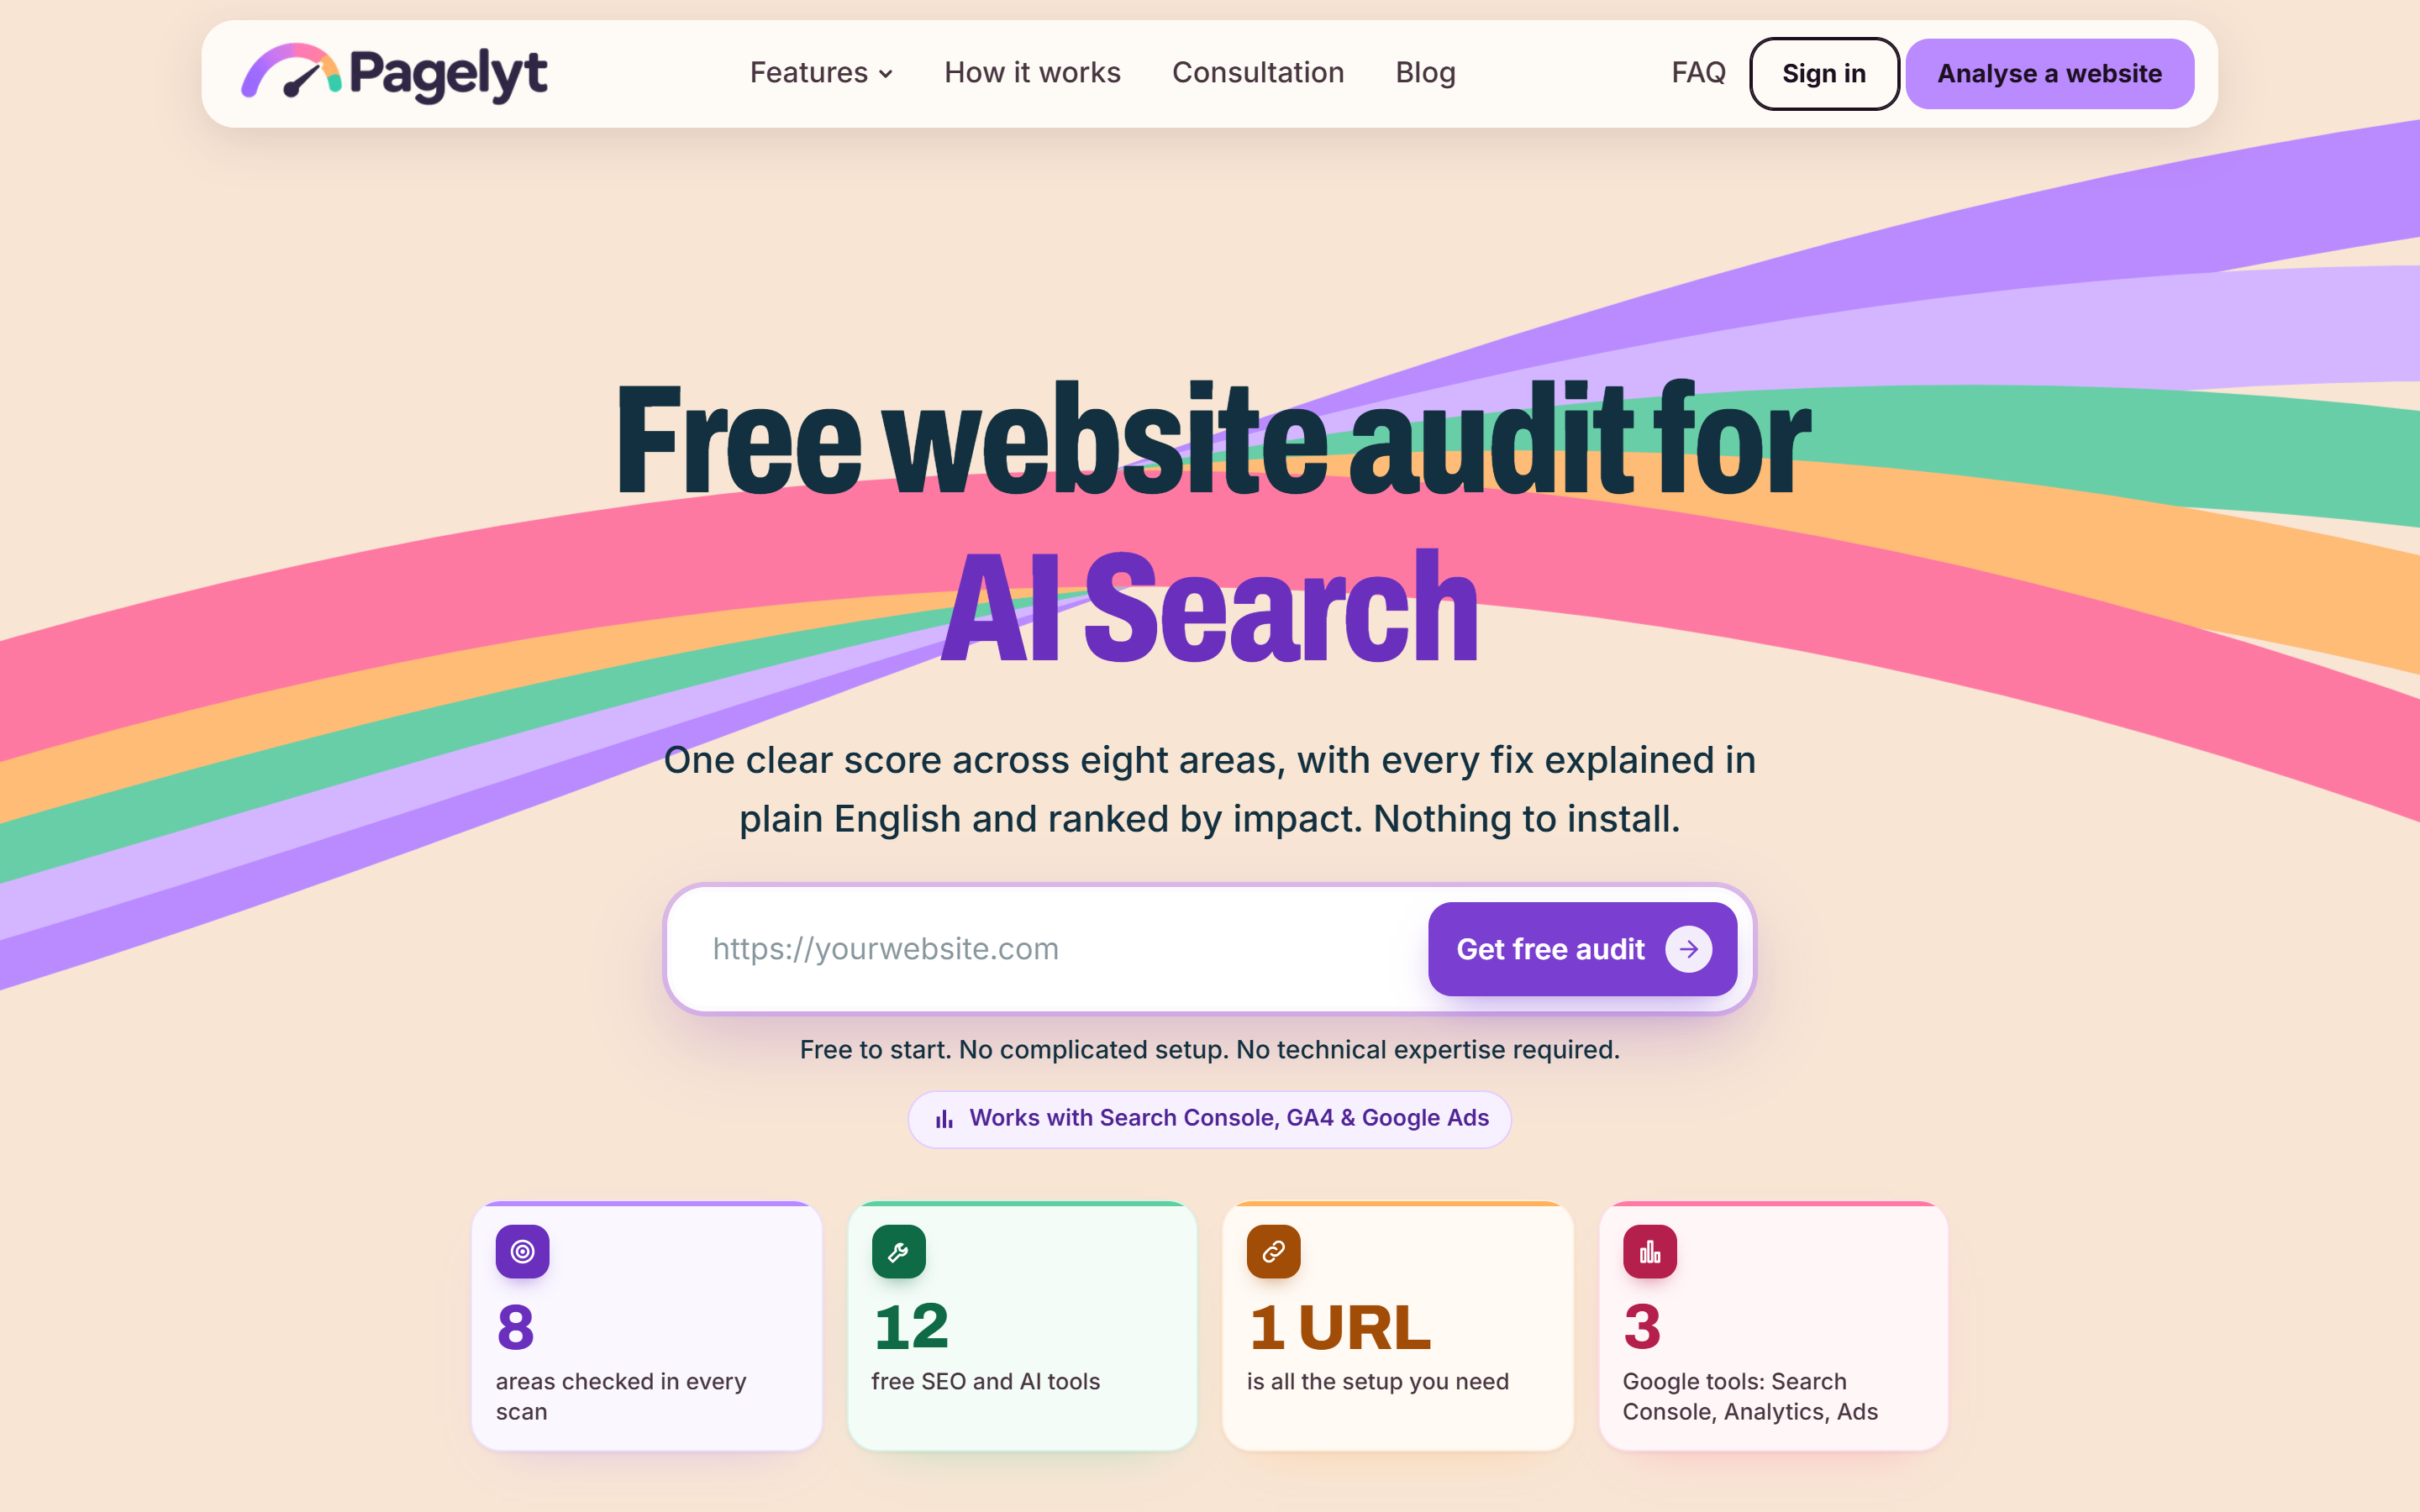 Pagelyt
Features
How it works
Consultation
Blog
FAQ
Sign in
Analyse a website
Free website audit for
AI Search
One clear score across eight areas, with every fix explained in
plain English and ranked by impact. Nothing to install.
https://yourwebsite.com
Get free audit
Free to start. No complicated setup. No technical expertise required.
Works with Search Console, GA4 & Google Ads
8
areas checked in every
scan
12
free SEO and AI tools
1 URL
is all the setup you need
3
Google tools: Search
Console, Analytics, Ads